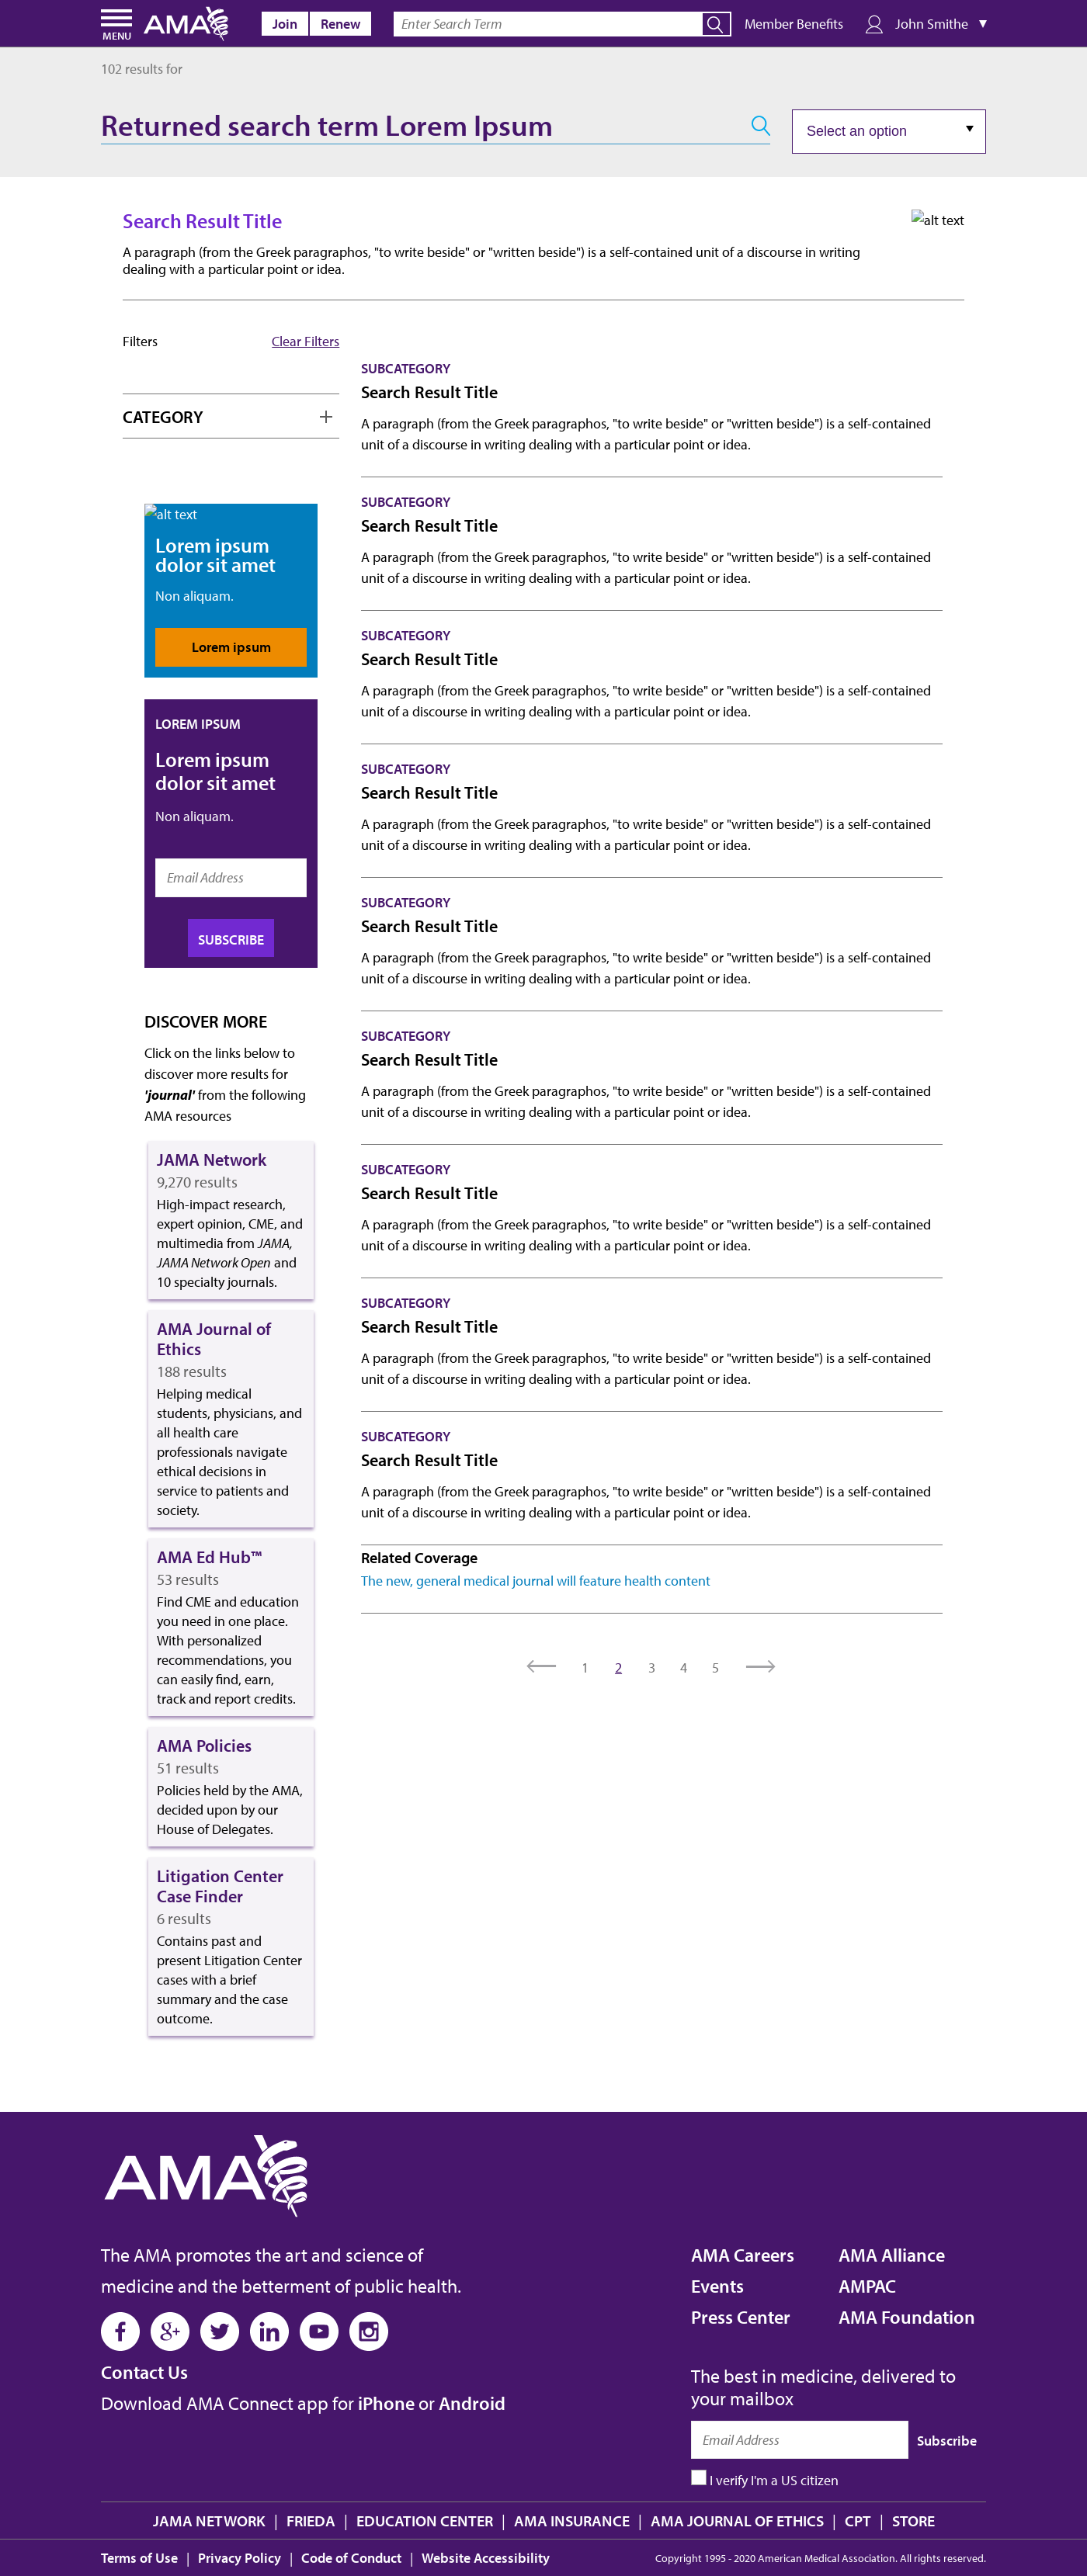 MENU
AMA
Join
Renew
Enter Search Term
Member Benefits
John Smithe
102 results for
Returned search term Lorem Ipsum
Select an option
Search Result Title
alt text
A paragraph (from the Greek paragraphos, "to write beside" or "written beside") is a self-contained unit of a discourse in writing
dealing with a particular point or idea.
Filters
Clear Filters
CATEGORY
alt text
Lorem ipsum
dolor sit amet
Non aliquam.
Lorem ipsum
LOREM IPSUM
Lorem ipsum
dolor sit amet
Non aliquam.
Email Address
SUBSCRIBE
DISCOVER MORE
Click on the links below to
discover more results for
'journal' from the following
AMA resources
JAMA Network
9,270 results
High-impact research,
expert opinion, CME, and
multimedia from JAMA,
JAMA Network Open and
10 specialty journals.
AMA Journal of
Ethics
188 results
Helping medical
students, physicians, and
all health care
professionals navigate
ethical decisions in
service to patients and
society.
AMA Ed Hub™
53 results
Find CME and education
you need in one place.
With personalized
recommendations, you
can easily find, earn,
track and report credits.
AMA Policies
51 results
Policies held by the AMA,
decided upon by our
House of Delegates.
Litigation Center
Case Finder
6 results
Contains past and
present Litigation Center
cases with a brief
summary and the case
outcome.
SUBCATEGORY
Search Result Title
A paragraph (from the Greek paragraphos, "to write beside" or "written beside") is a self-contained
unit of a discourse in writing dealing with a particular point or idea.
SUBCATEGORY
Search Result Title
A paragraph (from the Greek paragraphos, "to write beside" or "written beside") is a self-contained
unit of a discourse in writing dealing with a particular point or idea.
SUBCATEGORY
Search Result Title
A paragraph (from the Greek paragraphos, "to write beside" or "written beside") is a self-contained
unit of a discourse in writing dealing with a particular point or idea.
SUBCATEGORY
Search Result Title
A paragraph (from the Greek paragraphos, "to write beside" or "written beside") is a self-contained
unit of a discourse in writing dealing with a particular point or idea.
SUBCATEGORY
Search Result Title
A paragraph (from the Greek paragraphos, "to write beside" or "written beside") is a self-contained
unit of a discourse in writing dealing with a particular point or idea.
SUBCATEGORY
Search Result Title
A paragraph (from the Greek paragraphos, "to write beside" or "written beside") is a self-contained
unit of a discourse in writing dealing with a particular point or idea.
SUBCATEGORY
Search Result Title
A paragraph (from the Greek paragraphos, "to write beside" or "written beside") is a self-contained
unit of a discourse in writing dealing with a particular point or idea.
SUBCATEGORY
Search Result Title
A paragraph (from the Greek paragraphos, "to write beside" or "written beside") is a self-contained
unit of a discourse in writing dealing with a particular point or idea.
SUBCATEGORY
Search Result Title
A paragraph (from the Greek paragraphos, "to write beside" or "written beside") is a self-contained
unit of a discourse in writing dealing with a particular point or idea.
Related Coverage
The new, general medical journal will feature health content
1 2 3 4 5
AMA
The AMA promotes the art and science of
medicine and the betterment of public health.
Contact Us
Download AMA Connect app for iPhone or Android
AMA Careers
Events
Press Center
AMA Alliance
AMPAC
AMA Foundation
The best in medicine, delivered to
your mailbox
Email Address
Subscribe
I verify I'm a US citizen
JAMA NETWORK | FRIEDA | EDUCATION CENTER | AMA INSURANCE | AMA JOURNAL OF ETHICS | CPT | STORE
Terms of Use | Privacy Policy | Code of Conduct | Website Accessibility
Copyright 1995 - 2020 American Medical Association. All rights reserved.